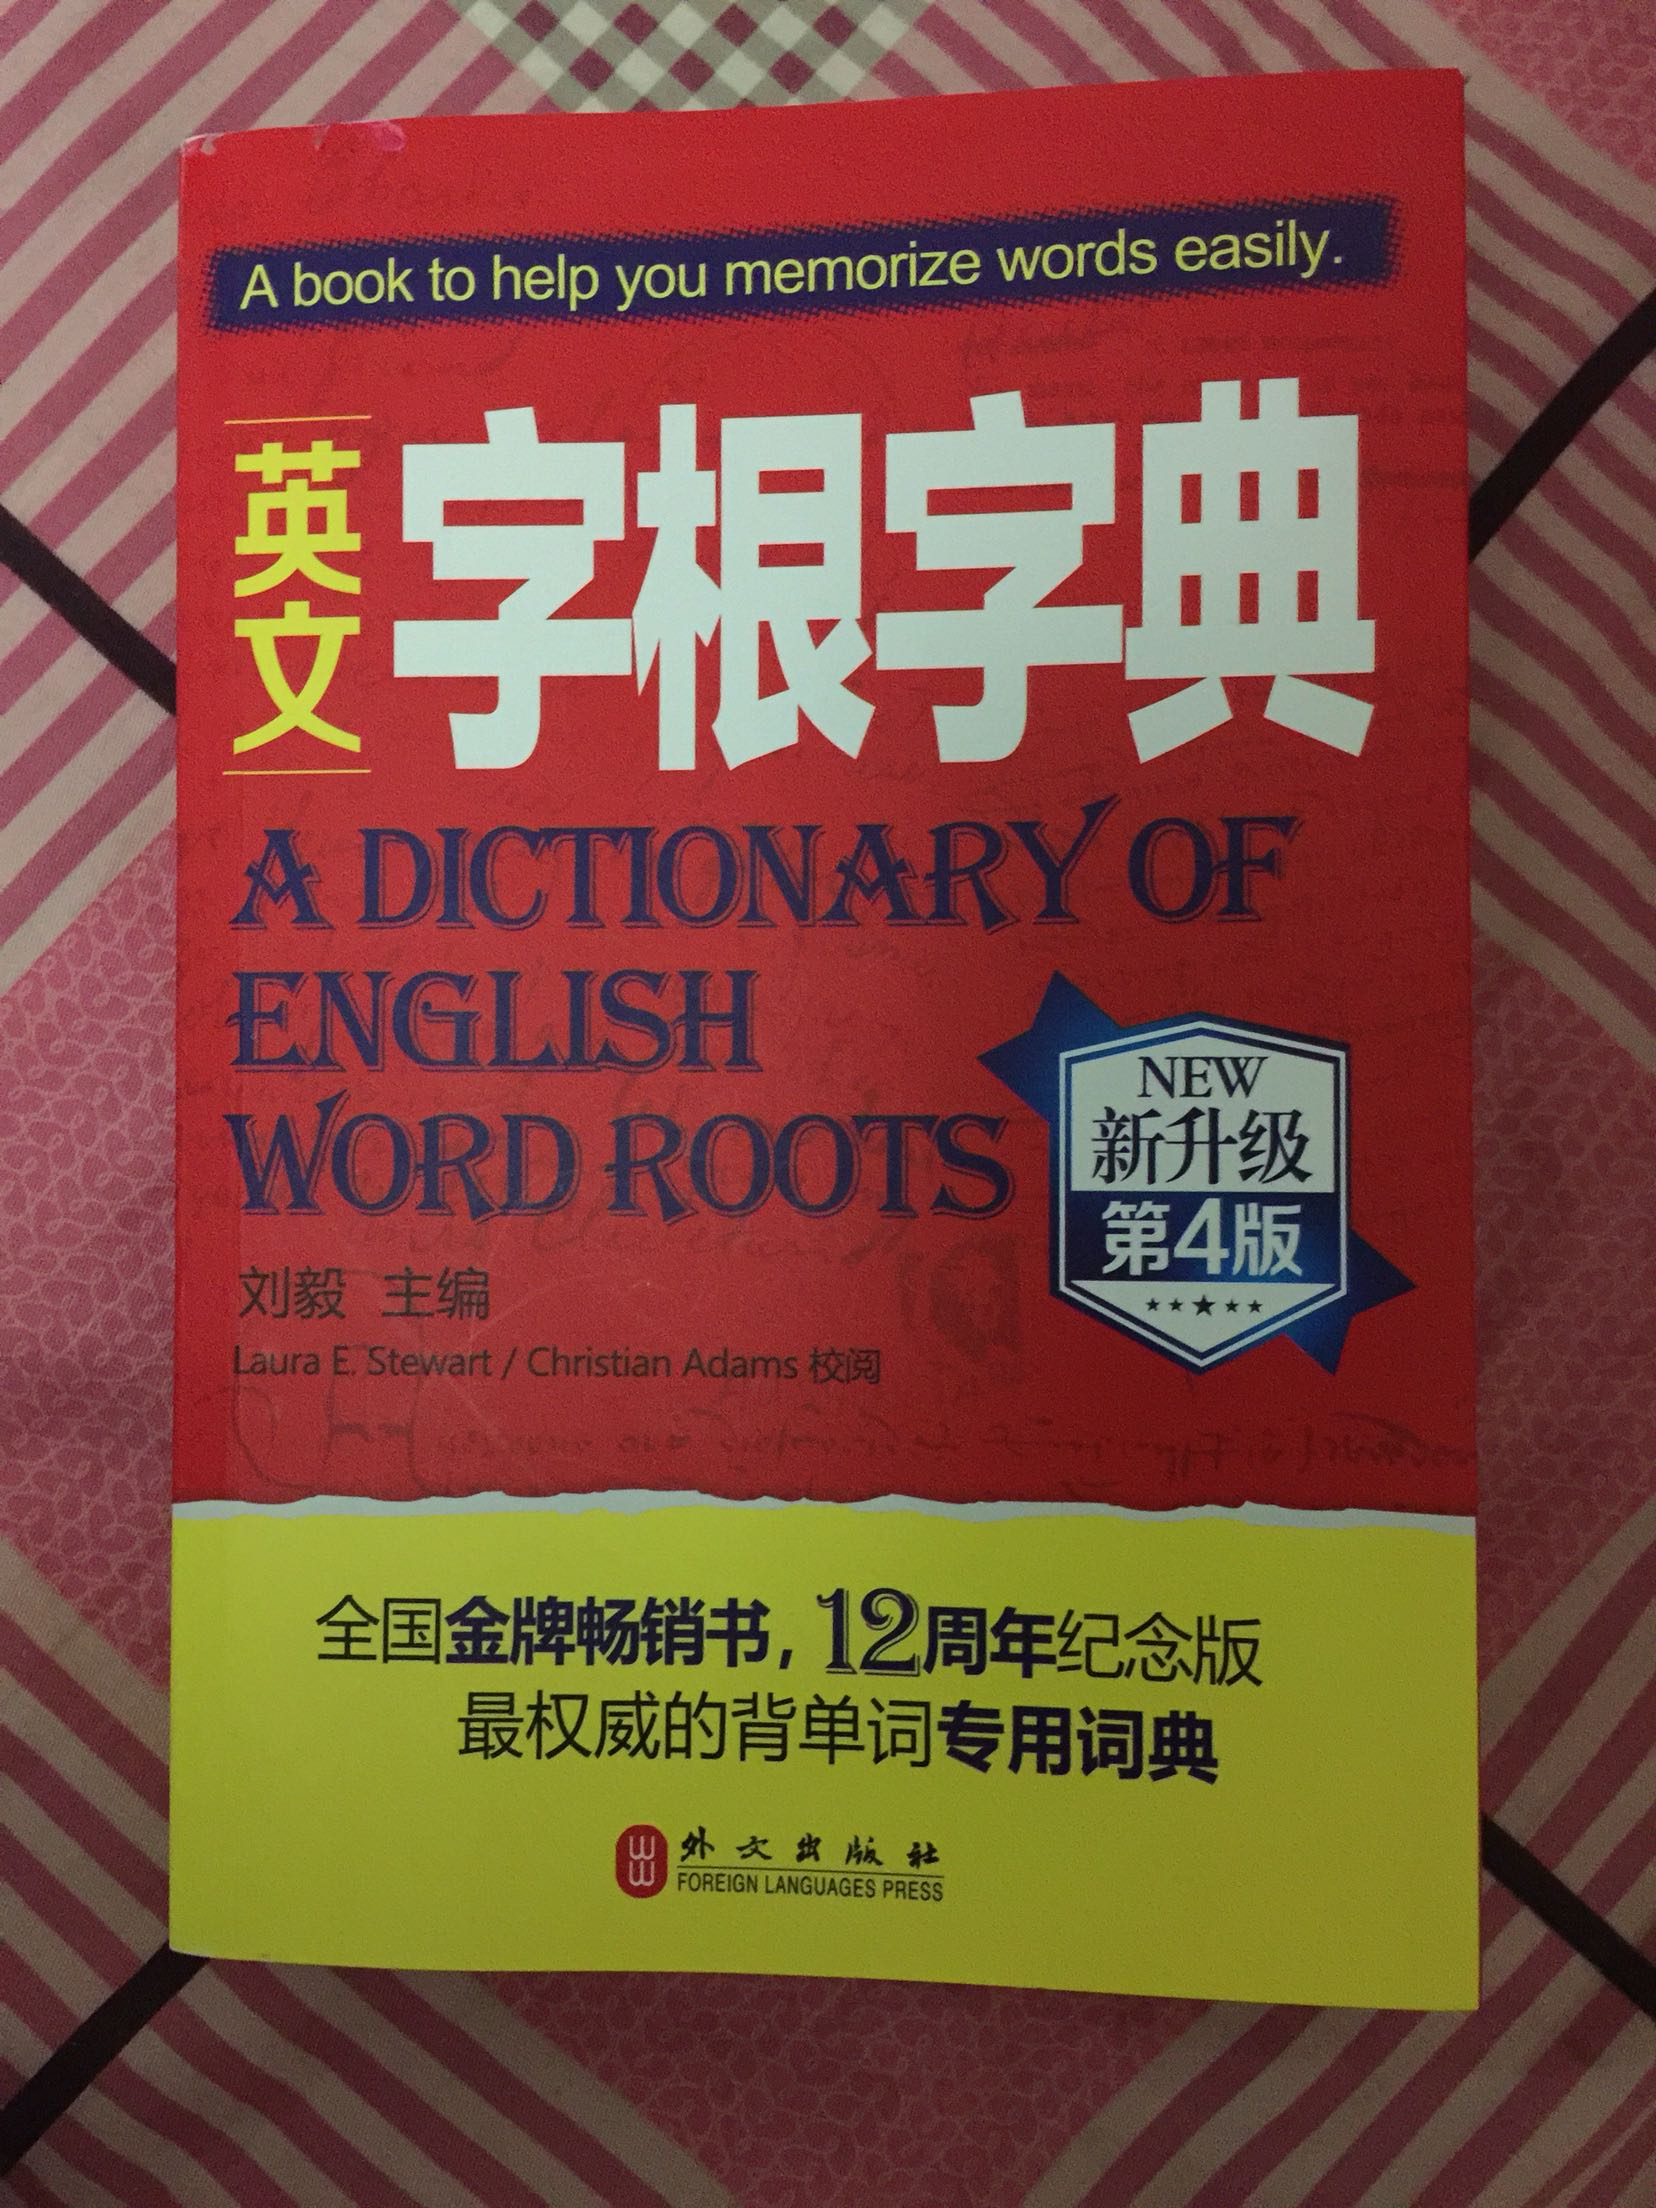 A book to help you memorize words easily.
英文
字根字典
A DICTIONARY OF
ENGLISH
WORD ROOTS
NEW
新升级
第4版
刘毅 主编
Laura E. Stewart / Christian Adams 校阅
全国金牌畅销书，12周年纪念版
最权威的背单词专用词典
外文出版社
FOREIGN LANGUAGES PRESS